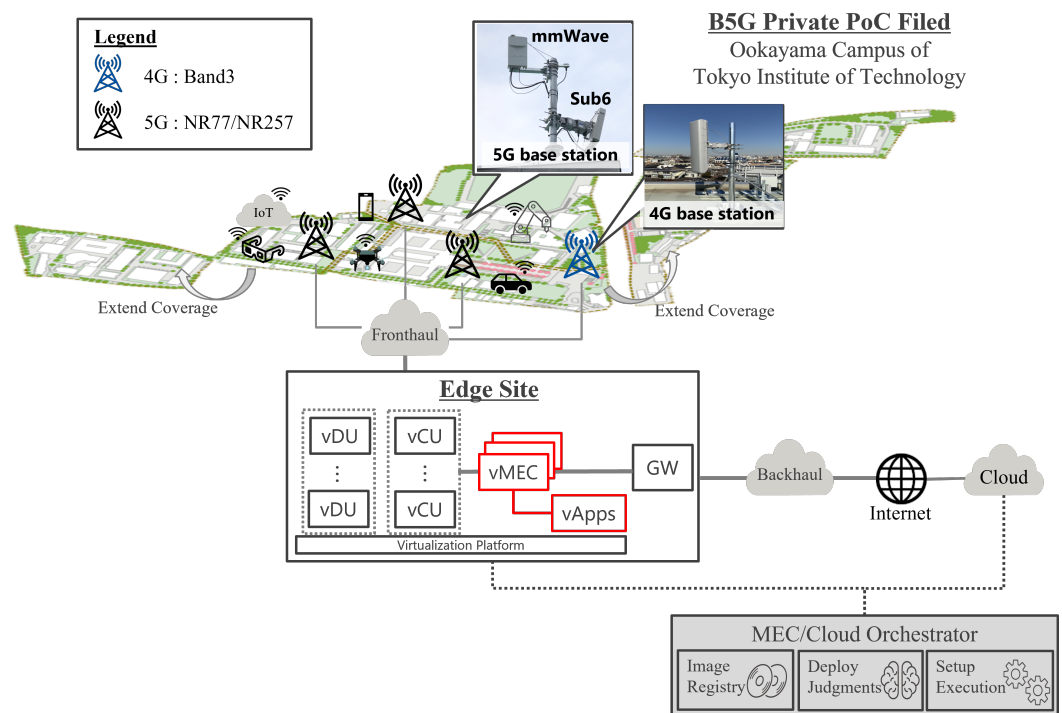 B5G Private PoC Filed
Ookayama Campus of
Tokyo Institute of Technology
Legend
4G : Band3
5G : NR77/NR257
mmWave
Sub6
5G base station
4G base station
IoT
Extend Coverage
Extend Coverage
Fronthaul
Edge Site
vDU
vCU
⋮
⋮
vMEC
GW
vDU
vCU
vApps
Virtualization Platform
Backhaul
Internet
Cloud
MEC/Cloud Orchestrator
Image
Registry
Deploy
Judgments
Setup
Execution